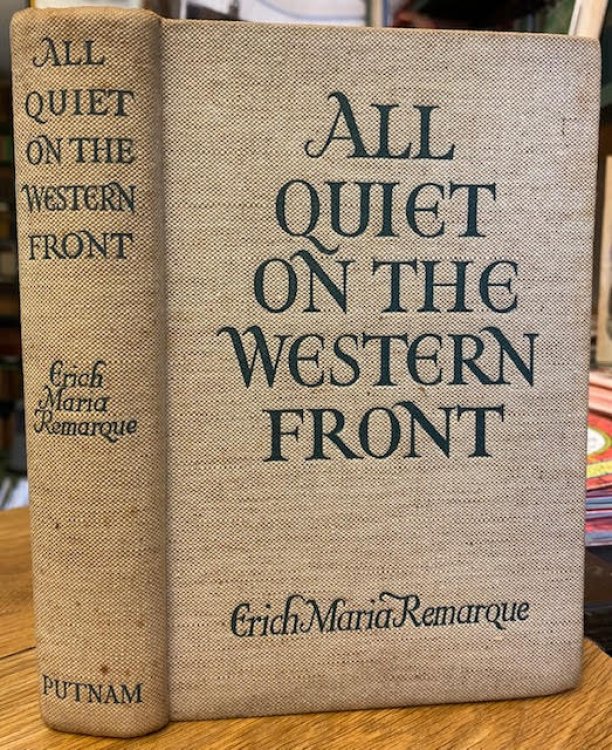 ALL
QUIET
ON THE
WESTERN
FRONT
Erich
Maria
Remarque
PUTNAM
ALL
QUIET
ON THE
WESTERN
FRONT
Erich Maria Remarque